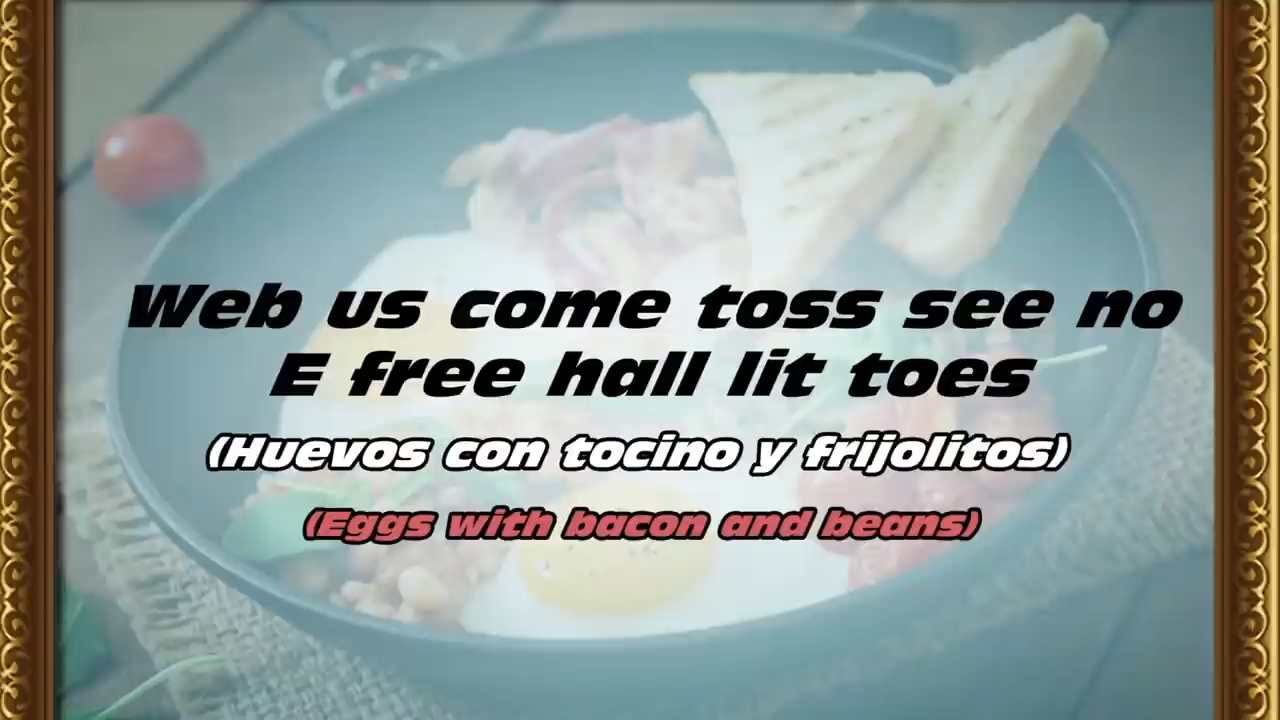 Web us come toss see no
E free hall lit toes
(Huevos con tocino y frijolitos)
(Eggs with bacon and beans)